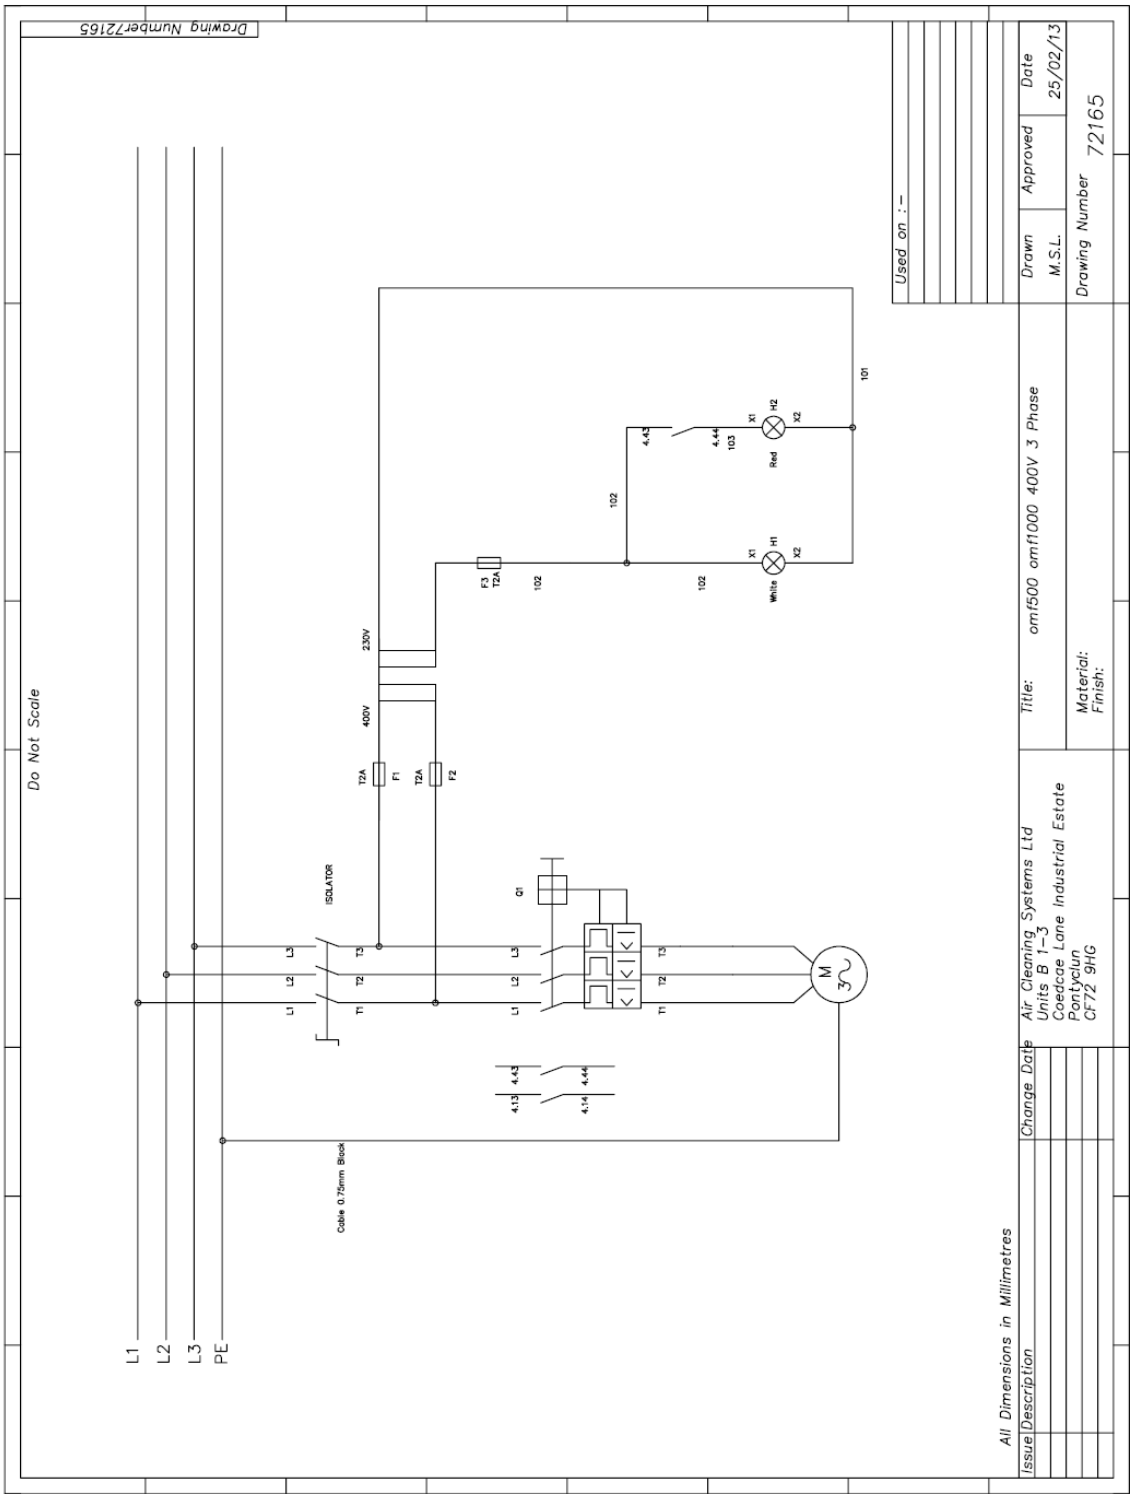 Drawing Number72165
Do Not Scale
L1
L2
L3
PE
Cable 0.75mm Black
ISOLATOR
L1
L2
L3
T1
T2
T3
T2A
F1
T2A
F2
400V
230V
F3
T2A
102
102
102
4.43
4.44
103
X1
H1
X2
White
X1
H2
X2
Red
101
4.13
4.14
4.43
4.44
Q1
L1
L2
L3
T1
T2
T3
M
3
Used on :-
All Dimensions in Millimetres
Issue Description Change Date
Air Cleaning Systems Ltd
Units B 1-3
Coedcae Lane Industrial Estate
Pontyclun
CF72 9HG
Title: omf500 omf1000 400V 3 Phase
Material:
Finish:
Drawn Approved Date
M.S.L. 25/02/13
Drawing Number 72165